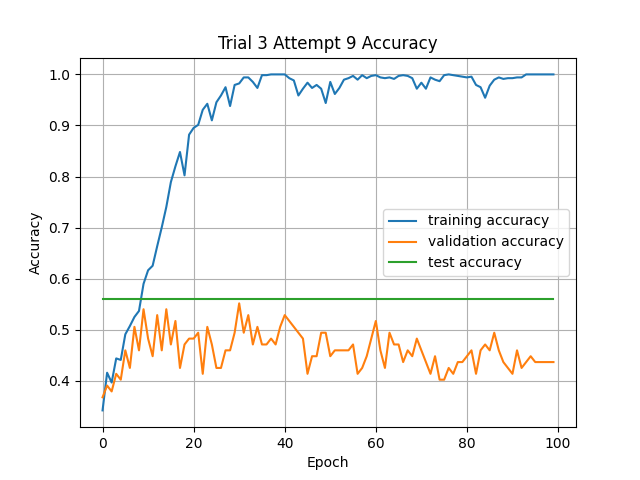 Trial 3 Attempt 9 Accuracy
1.0
0.9
0.8
0.7
0.6
0.5
0.4
Accuracy
training accuracy
validation accuracy
test accuracy
0 20 40 60 80 100
Epoch